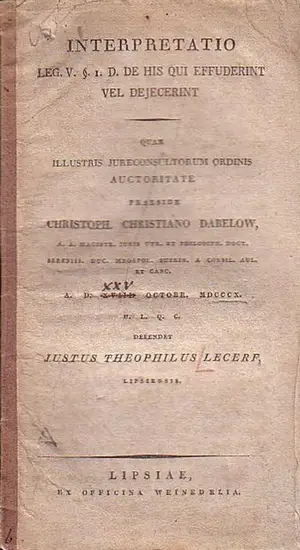 INTERPRETATIO
LEG. V. §. 1. D. DE HIS QUI EFFUDERINT
VEL DEJECERINT
QUAM
ILLUSTRIS JURECONSULTORUM ORDINIS
AUCTORITATE
PRAESIDE
CHRISTOPH. CHRISTIANO DABELOW,
A. A. MAGISTR. JURIS UTR. ET PHILOSOPH. DOCT.
SERENISS. DUC. MEGAPOL. SUERIN. A CONSIL. AUL.
ET CANC.
XXV
A. D. XVIII OCTOBR. MDCCCX.
H. L. Q. C.
DEFENDET
JUSTUS THEOPHILUS LECERF,
LIPSIENSIS.
LIPSIAE,
EX OFFICINA WEINEDELIA.
6